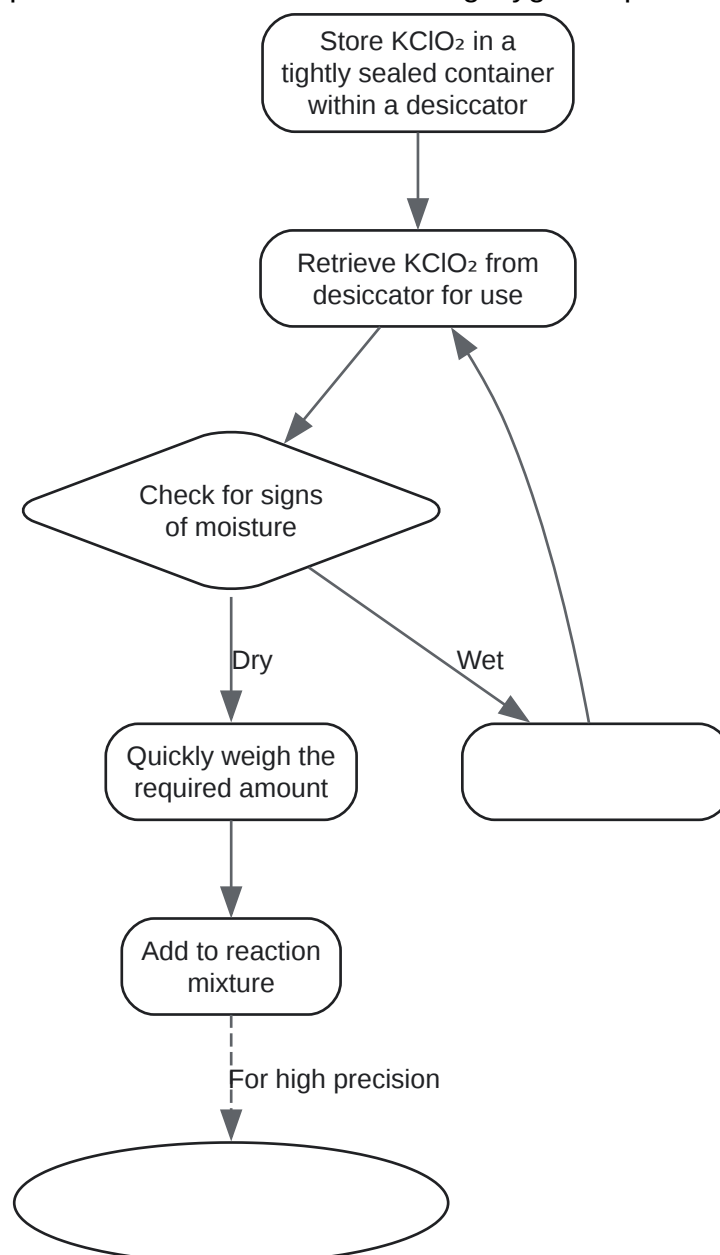 Store KClO₂ in a
tightly sealed container
within a desiccator
Retrieve KClO₂ from
desiccator for use
Check for signs
of moisture
Dry
Wet
Quickly weigh the
required amount
Add to reaction
mixture
For high precision